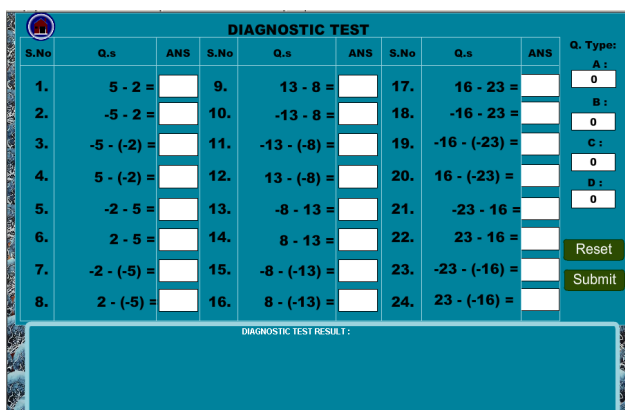 DIAGNOSTIC TEST
S.No Q.s ANS S.No Q.s ANS S.No Q.s ANS Q. Type:
A :
1. 5 - 2 = 9. 13 - 8 = 17. 16 - 23 = 0
B :
2. -5 - 2 = 10. -13 - 8 = 18. -16 - 23 = 0
3. -5 - (-2) = 11. -13 - (-8) = 19. -16 - (-23) = C :
0
4. 5 - (-2) = 12. 13 - (-8) = 20. 16 - (-23) = D :
0
5. -2 - 5 = 13. -8 - 13 = 21. -23 - 16 =
6. 2 - 5 = 14. 8 - 13 = 22. 23 - 16 =
Reset
7. -2 - (-5) = 15. -8 - (-13) = 23. -23 - (-16) =
Submit
8. 2 - (-5) = 16. 8 - (-13) = 24. 23 - (-16) =
DIAGNOSTIC TEST RESULT :